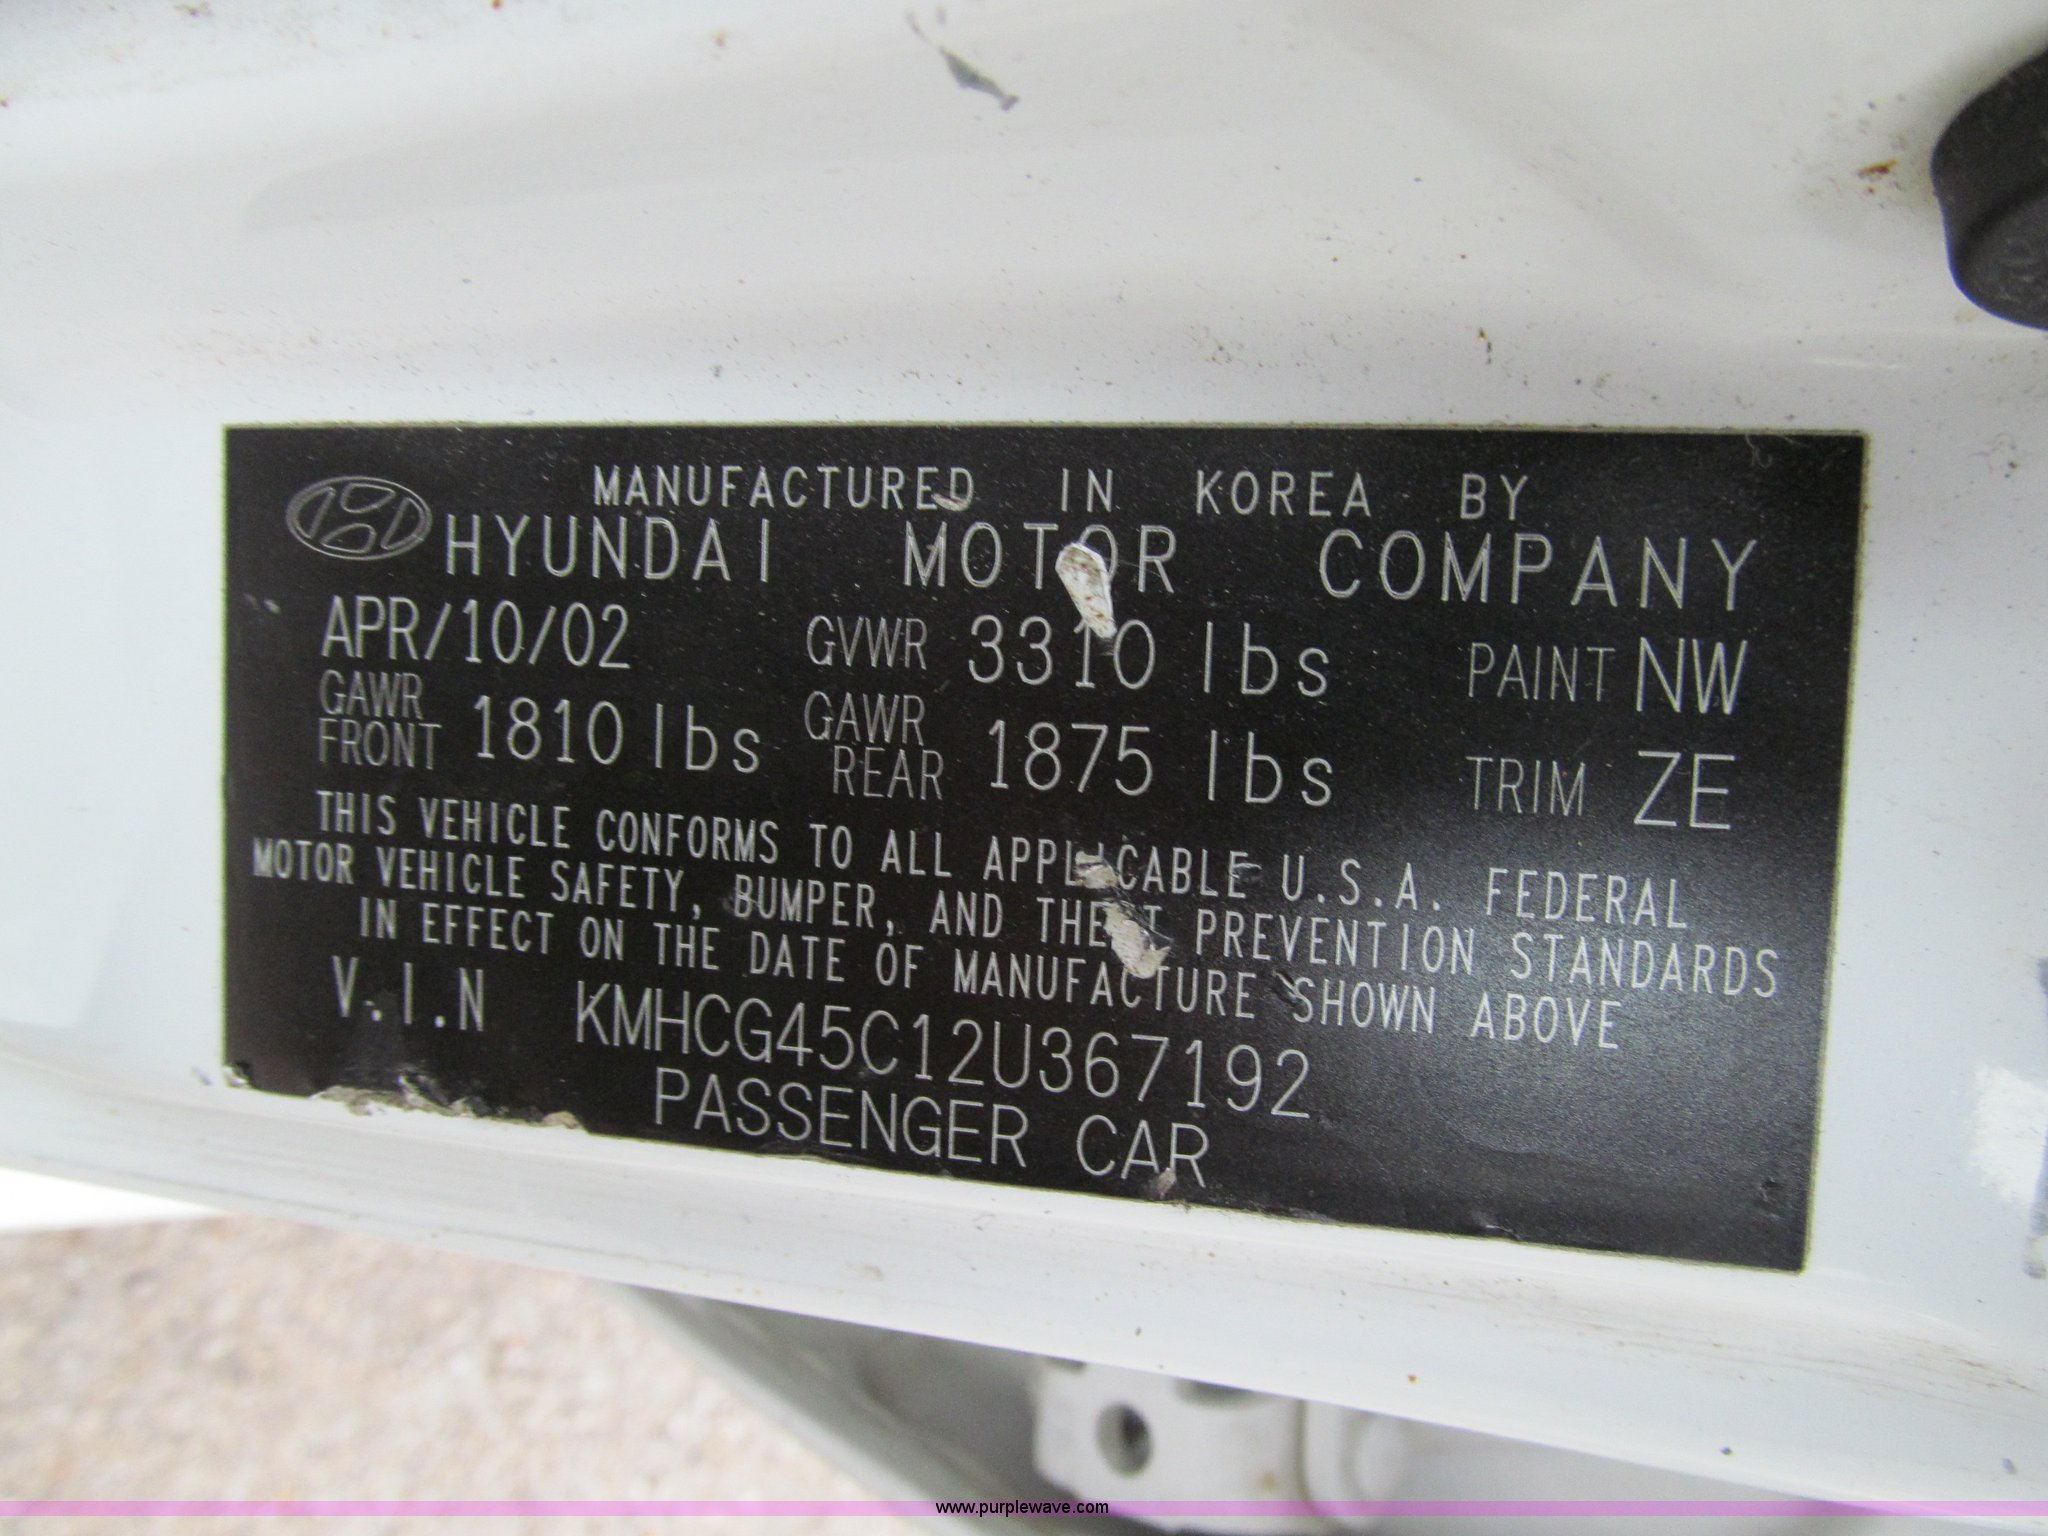 MANUFACTURED IN KOREA BY
HYUNDAI MOTOR COMPANY
APR/10/02 GVWR 3310 lbs PAINT NW
GAWR FRONT 1810 lbs GAWR REAR 1875 lbs TRIM ZE
THIS VEHICLE CONFORMS TO ALL APPLICABLE U.S.A. FEDERAL
MOTOR VEHICLE SAFETY, BUMPER, AND THEFT PREVENTION STANDARDS
IN EFFECT ON THE DATE OF MANUFACTURE SHOWN ABOVE
V.I.N KMHCG45C12U367192
PASSENGER CAR
www.purplewave.com